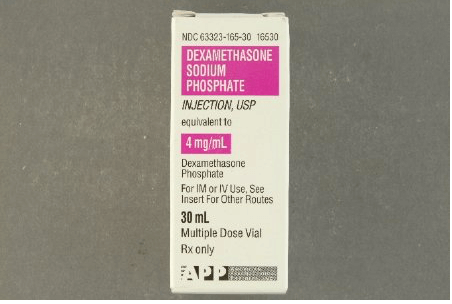 NDC 63323-165-30 16530
DEXAMETHASONE
SODIUM
PHOSPHATE
INJECTION, USP
equivalent to
4 mg/mL
Dexamethasone
Phosphate
For IM or IV Use, See
Insert For Other Routes
30 mL
Multiple Dose Vial
Rx only
APP